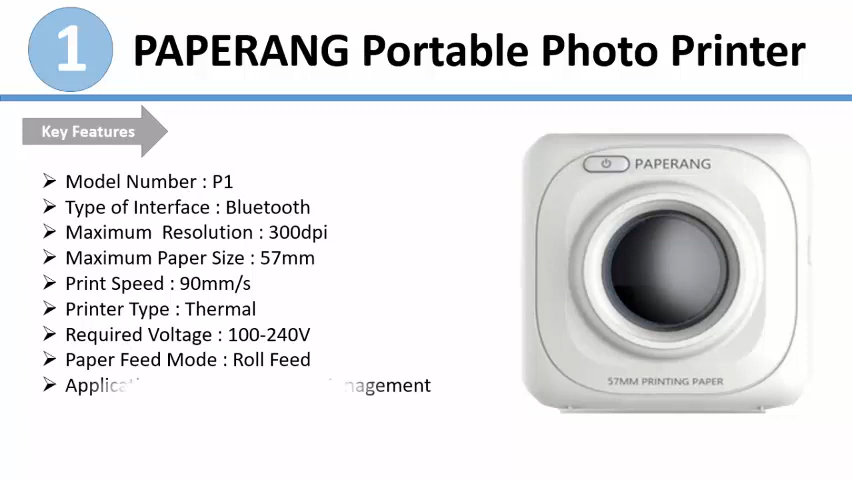 1 PAPERANG Portable Photo Printer
Key Features
Model Number : P1
Type of Interface : Bluetooth
Maximum Resolution : 300dpi
Maximum Paper Size : 57mm
Print Speed : 90mm/s
Printer Type : Thermal
Required Voltage : 100-240V
Paper Feed Mode : Roll Feed
PAPERANG
57MM PRINTING PAPER